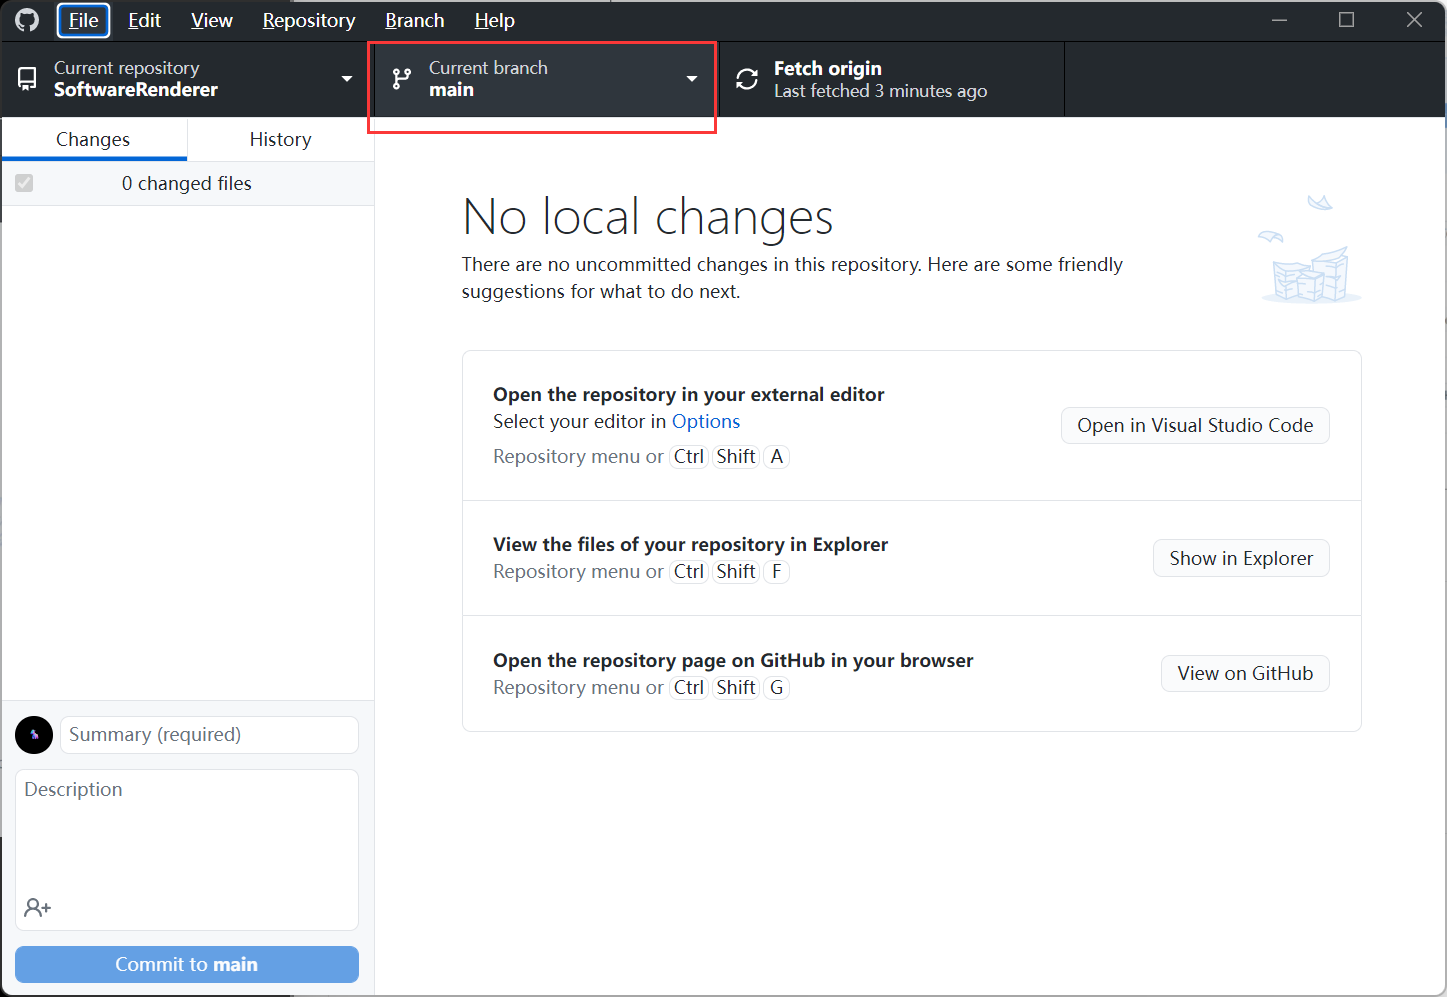 File Edit View Repository Branch Help
Current repository
SoftwareRenderer
Current branch
main
Fetch origin
Last fetched 3 minutes ago
Changes
History
0 changed files
No local changes
There are no uncommitted changes in this repository. Here are some friendly
suggestions for what to do next.
Open the repository in your external editor
Select your editor in Options
Repository menu or Ctrl Shift A
Open in Visual Studio Code
View the files of your repository in Explorer
Repository menu or Ctrl Shift F
Show in Explorer
Open the repository page on GitHub in your browser
Repository menu or Ctrl Shift G
View on GitHub
Summary (required)
Description
Commit to main